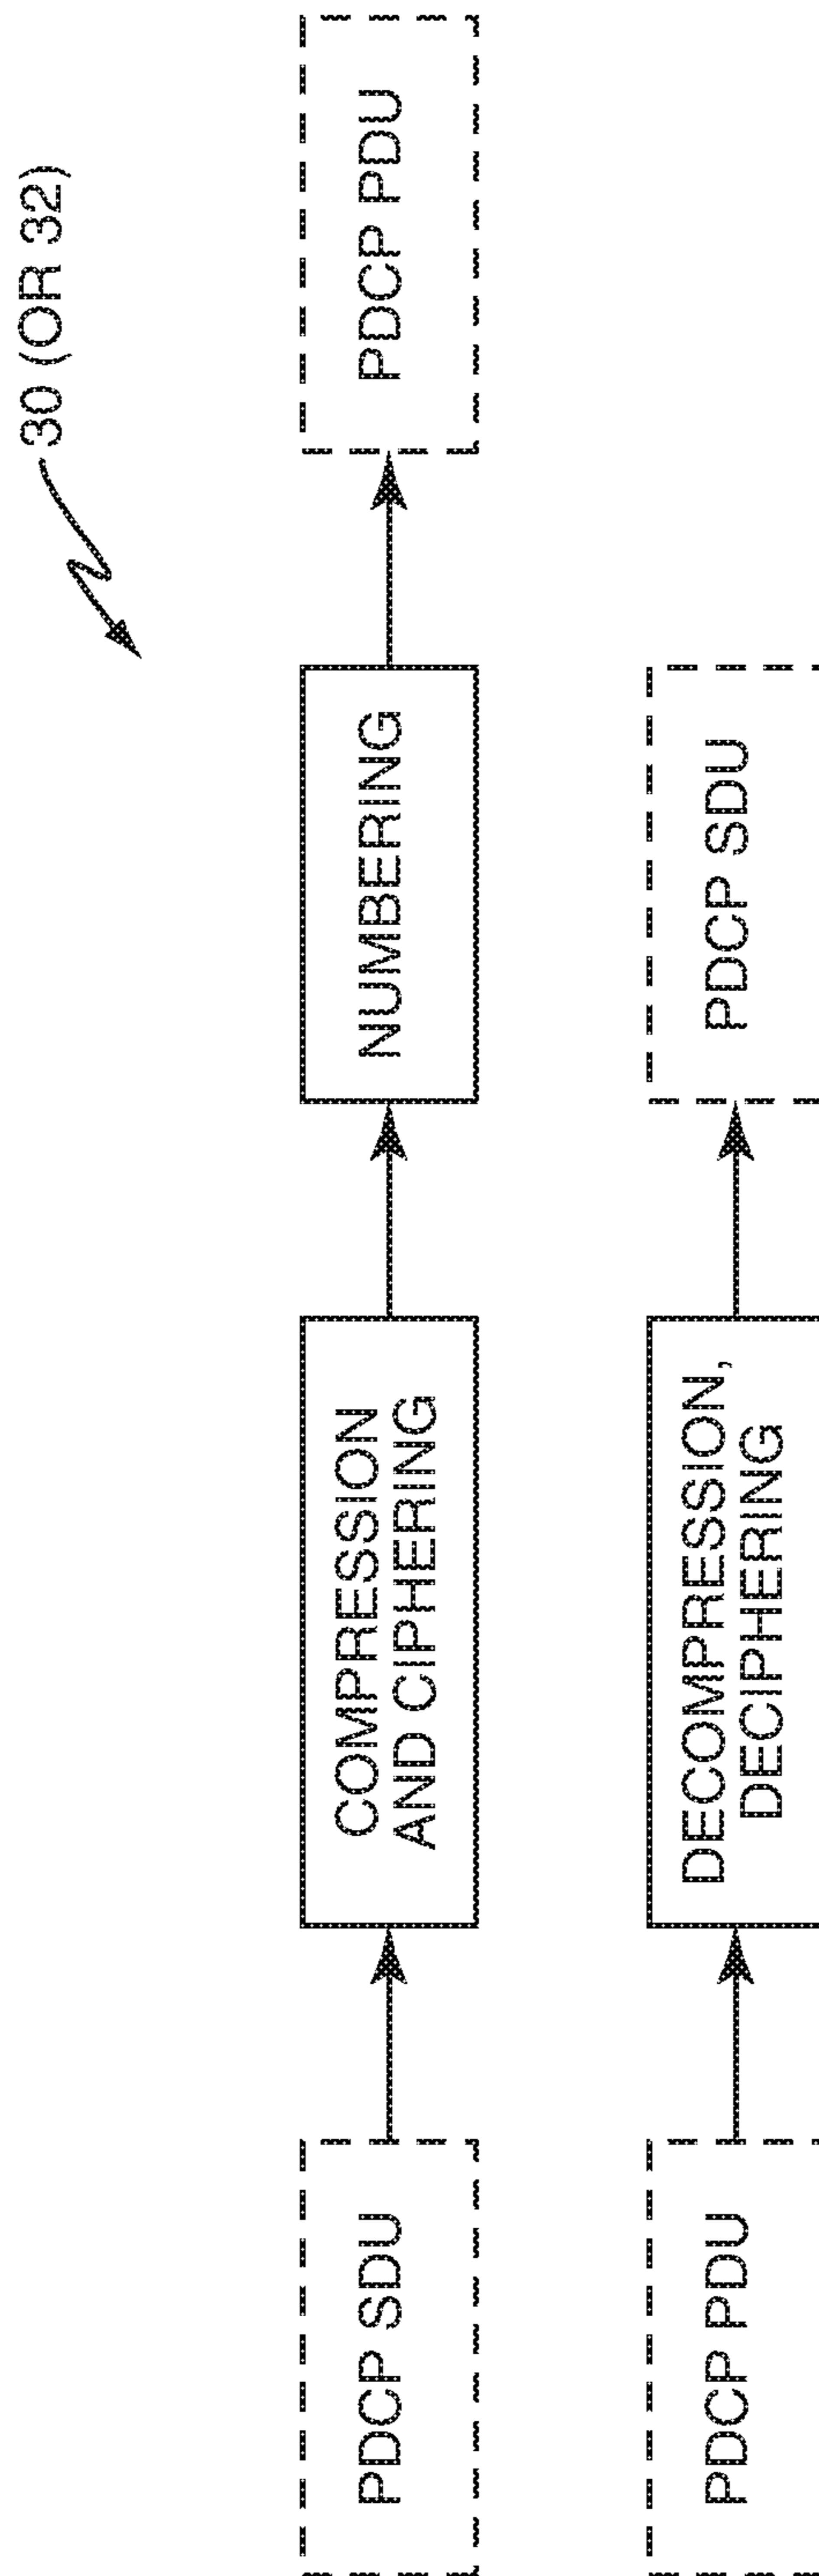 30 (OR 32)
PDCP SDU
COMPRESSION
AND CIPHERING
NUMBERING
PDCP PDU
PDCP PDU
DECOMPRESSION,
DECIPHERING
PDCP SDU